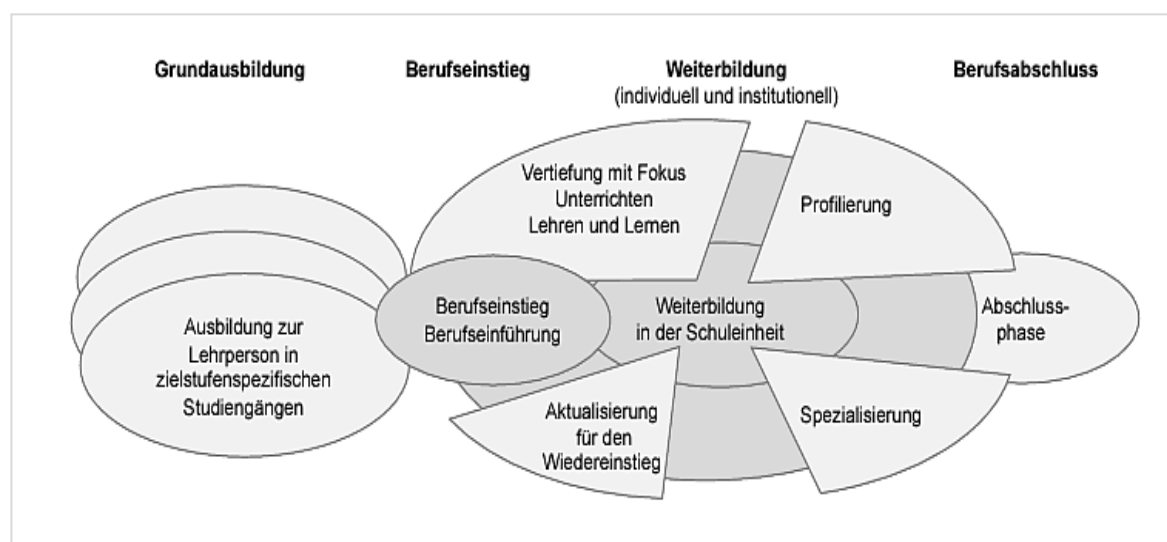 Grundausbildung
Berufseinstieg
Weiterbildung
(individuell und institutionell)
Berufsabschluss
Vertiefung mit Fokus
Unterrichten
Lehren und Lernen
Profilierung
Ausbildung zur
Lehrperson in
zielstufenspezifischen
Studiengängen
Berufseinstieg
Berufseinführung
Weiterbildung
in der Schuleinheit
Abschluss-
phase
Aktualisierung
für den
Wiedereinstieg
Spezialisierung